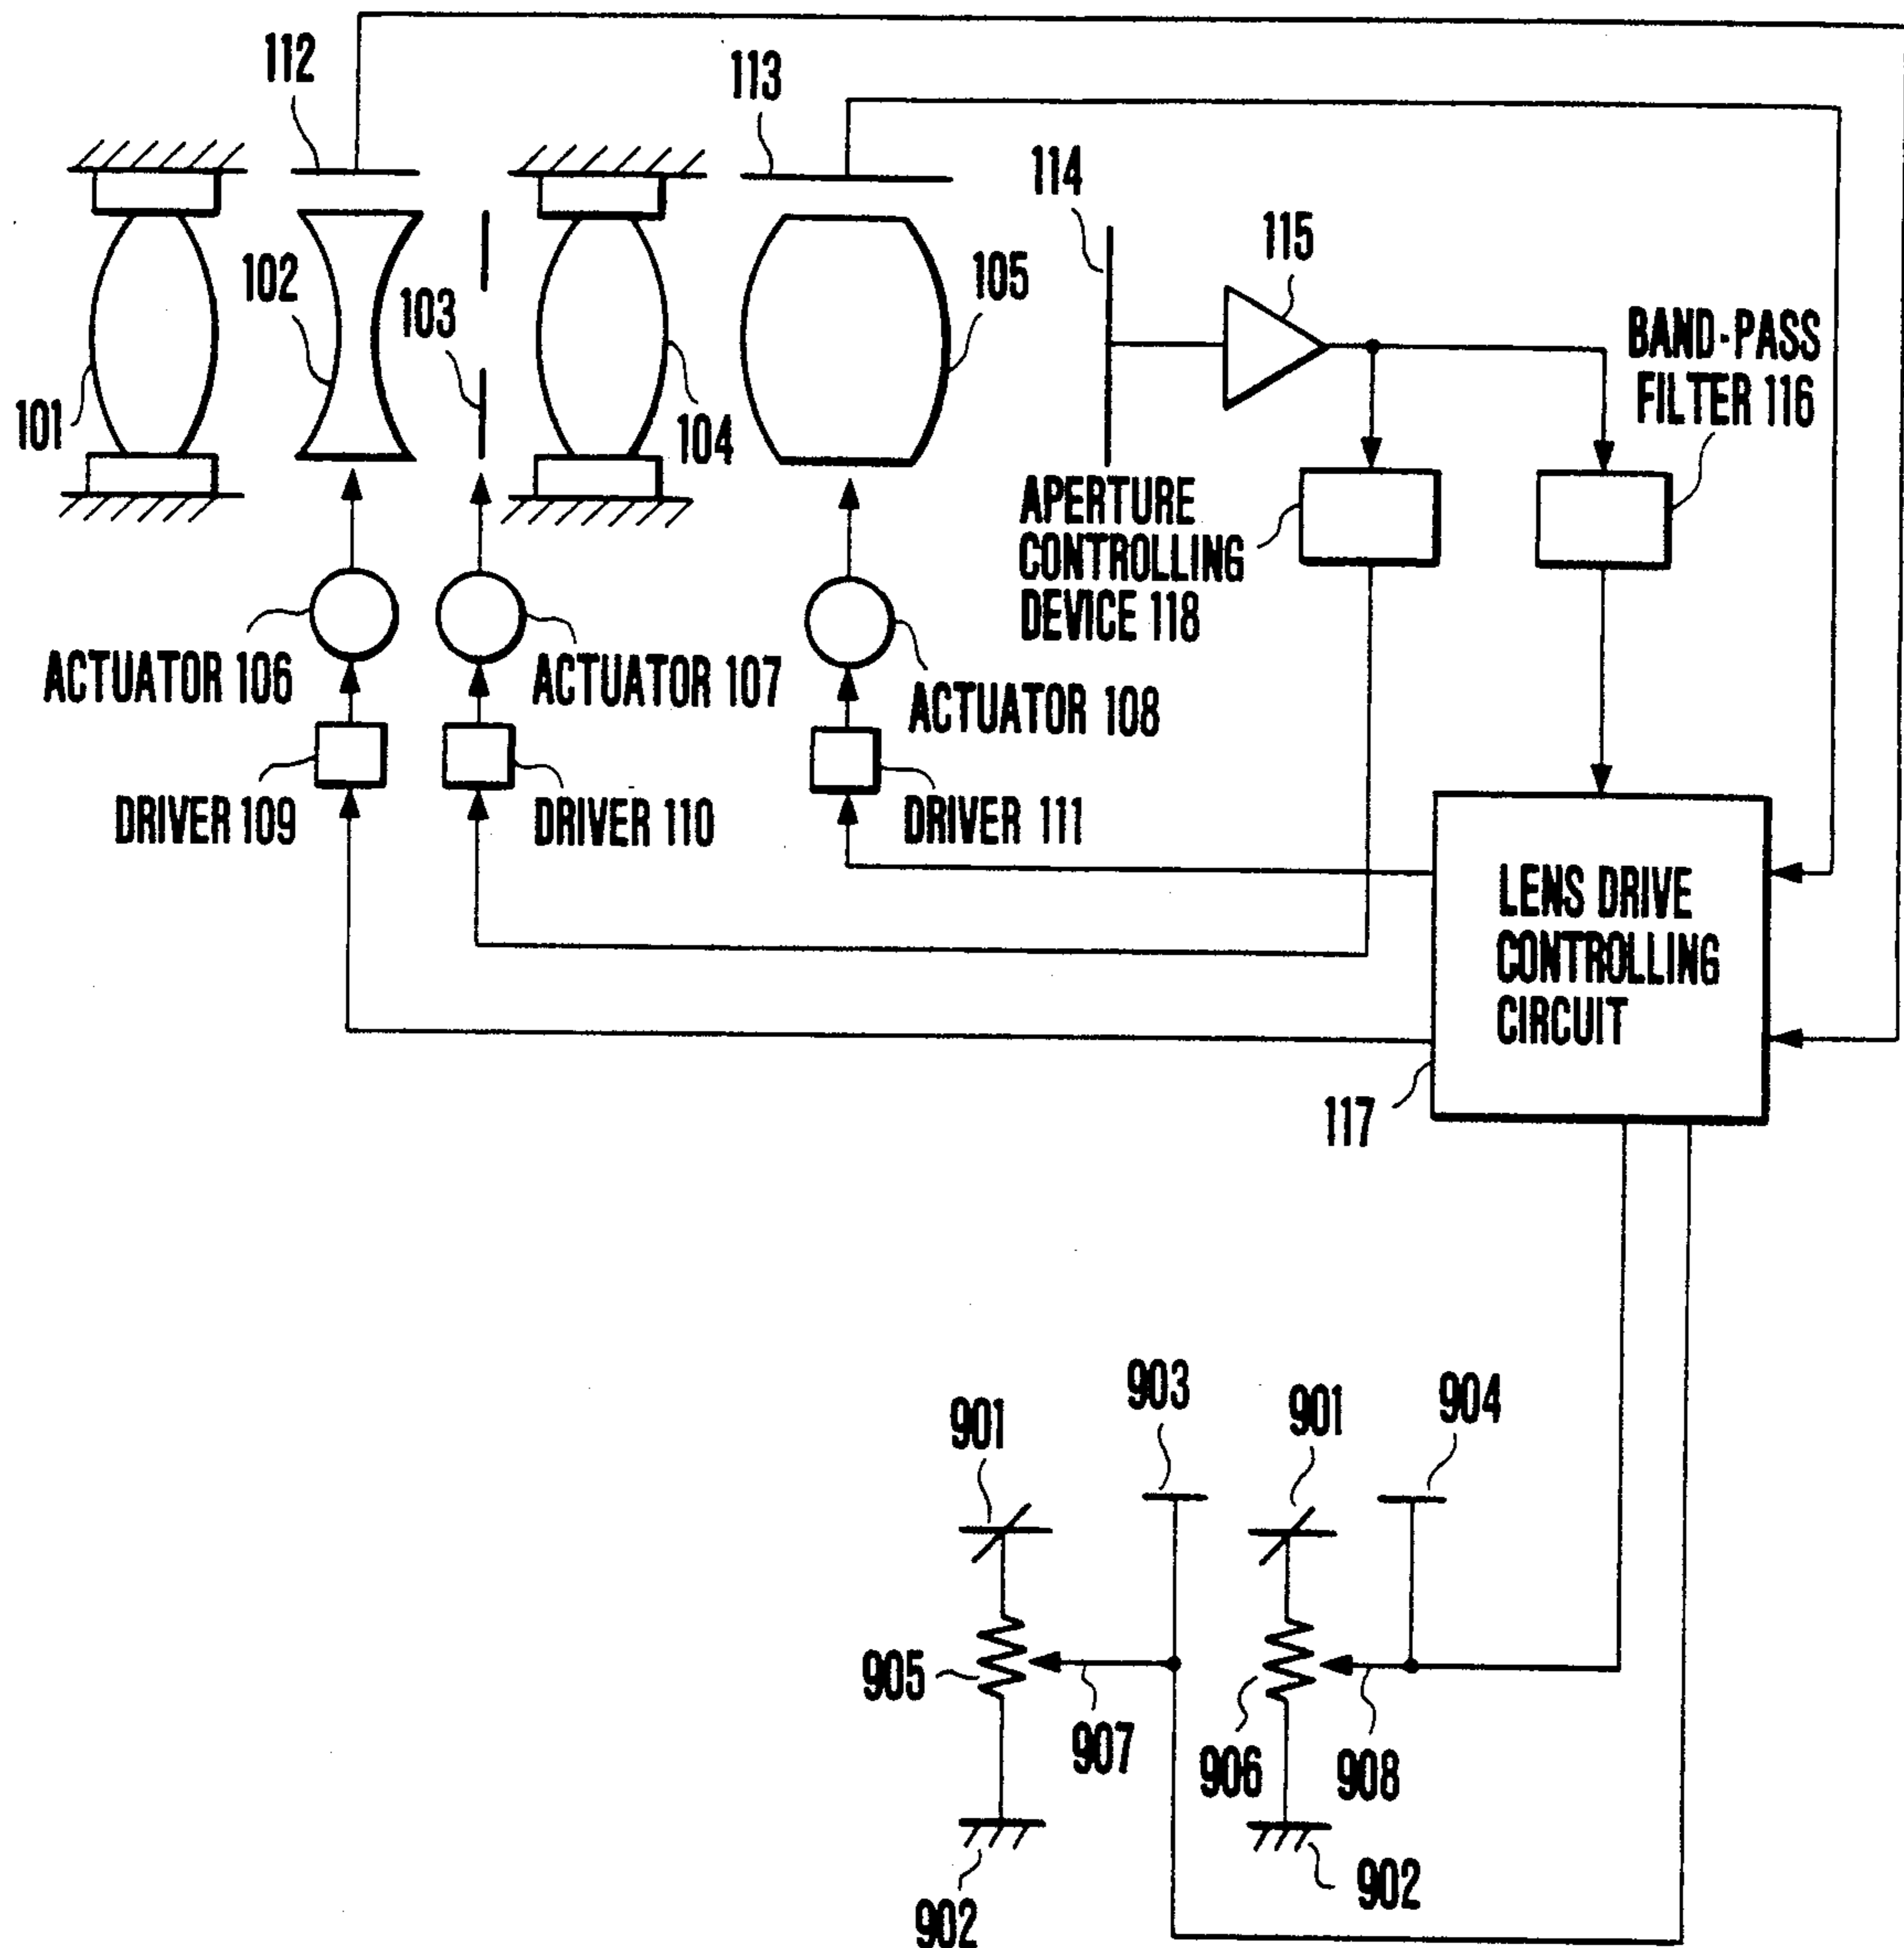 112
113
114
115
102
103
105
BAND-PASS
FILTER 116
101
104
APERTURE
CONTROLLING
DEVICE 118
ACTUATOR 106
ACTUATOR 107
ACTUATOR 108
DRIVER 109
DRIVER 110
DRIVER 111
LENS DRIVE
CONTROLLING
CIRCUIT
117
901
903
901
904
905
907
906
908
902
902